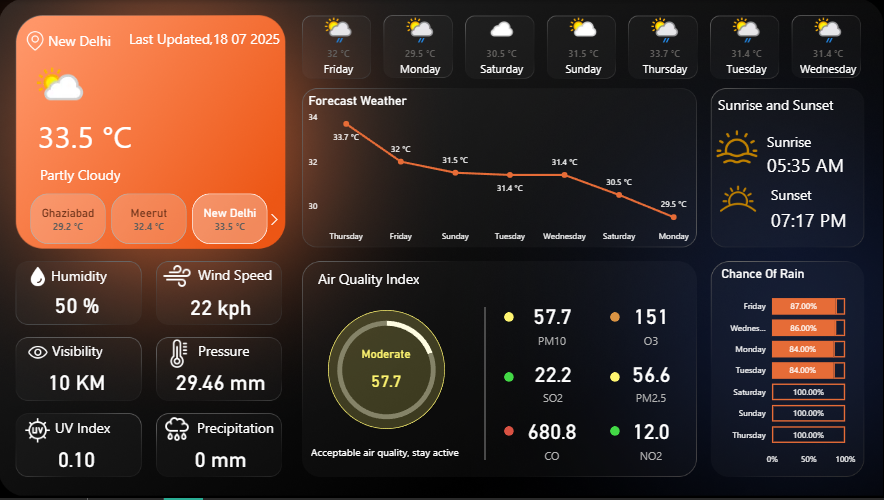 New Delhi
Last Updated,18 07 2025
33.5 °C
Partly Cloudy
Ghaziabad
29.2 °C
Meerut
32.4 °C
New Delhi
33.5 °C
32 °C
Friday
29.5 °C
Monday
30.5 °C
Saturday
31.5 °C
Sunday
33.7 °C
Thursday
31.4 °C
Tuesday
31.4 °C
Wednesday
Forecast Weather
34
32
30
33.7 °C
32 °C
31.5 °C
31.4 °C
31.4 °C
30.5 °C
29.5 °C
Thursday
Friday
Sunday
Tuesday
Wednesday
Saturday
Monday
Sunrise and Sunset
Sunrise
05:35 AM
Sunset
07:17 PM
Humidity
50 %
Wind Speed
22 kph
Visibility
10 KM
Pressure
29.46 mm
UV
UV Index
0.10
Precipitation
0 mm
Air Quality Index
Moderate
57.7
Acceptable air quality, stay active
57.7
PM10
151
O3
22.2
SO2
56.6
PM2.5
680.8
CO
12.0
NO2
Chance Of Rain
Friday
87.00%
Wednes...
86.00%
Monday
84.00%
Tuesday
84.00%
Saturday
100.00%
Sunday
100.00%
Thursday
100.00%
0%
50%
100%